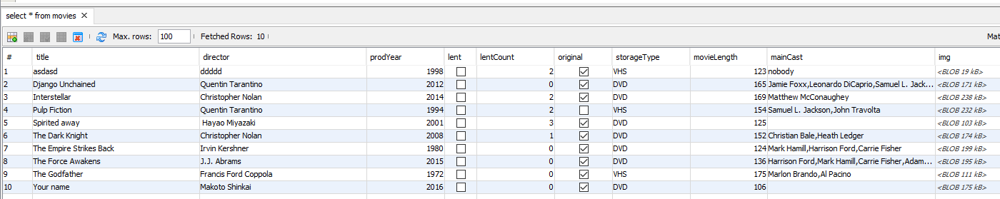 select * from movies
Max. rows: 100 Fetched Rows: 10 Mat
# title director prodYear lent lentCount original storageType movieLength mainCast img
1 asdasd ddddd 1998 2 VHS 123 nobody <BLOB 19 kB>
2 Django Unchained Quentin Tarantino 2012 0 DVD 165 Jamie Foxx,Leonardo DiCaprio,Samuel L. Jack... <BLOB 171 kB>
3 Interstellar Christopher Nolan 2014 2 DVD 169 Matthew McConaughey <BLOB 238 kB>
4 Pulp Fiction Quentin Tarantino 1994 2 VHS 154 Samuel L. Jackson,John Travolta <BLOB 232 kB>
5 Spirited away Hayao Miyazaki 2001 3 DVD 125 <BLOB 103 kB>
6 The Dark Knight Christopher Nolan 2008 1 DVD 152 Christian Bale,Heath Ledger <BLOB 174 kB>
7 The Empire Strikes Back Irvin Kershner 1980 0 DVD 124 Mark Hamill,Harrison Ford,Carrie Fisher <BLOB 199 kB>
8 The Force Awakens J.J. Abrams 2015 0 DVD 136 Harrison Ford,Mark Hamill,Carrie Fisher,Adam... <BLOB 195 kB>
9 The Godfather Francis Ford Coppola 1972 0 VHS 175 Marlon Brando,Al Pacino <BLOB 111 kB>
10 Your name Makoto Shinkai 2016 0 DVD 106 <BLOB 175 kB>